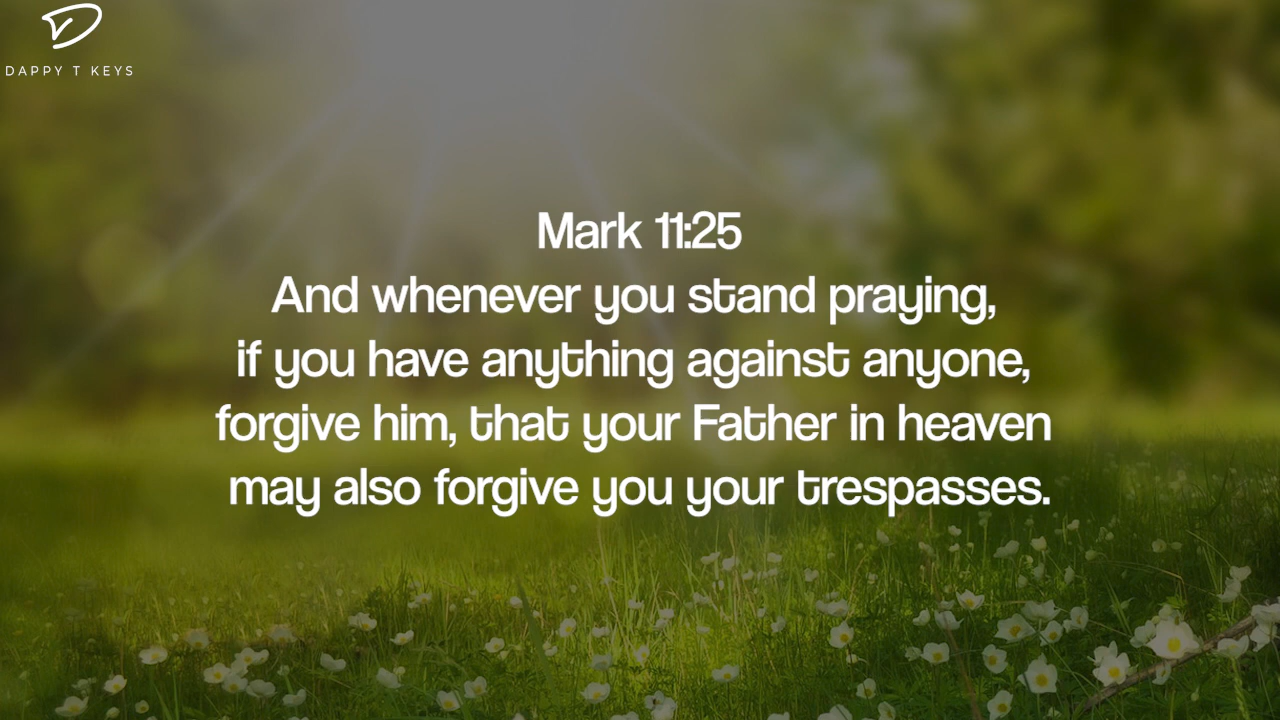 DAPPY T KEYS
Mark 11:25
And whenever you stand praying,
if you have anything against anyone,
forgive him, that your Father in heaven
may also forgive you your trespasses.